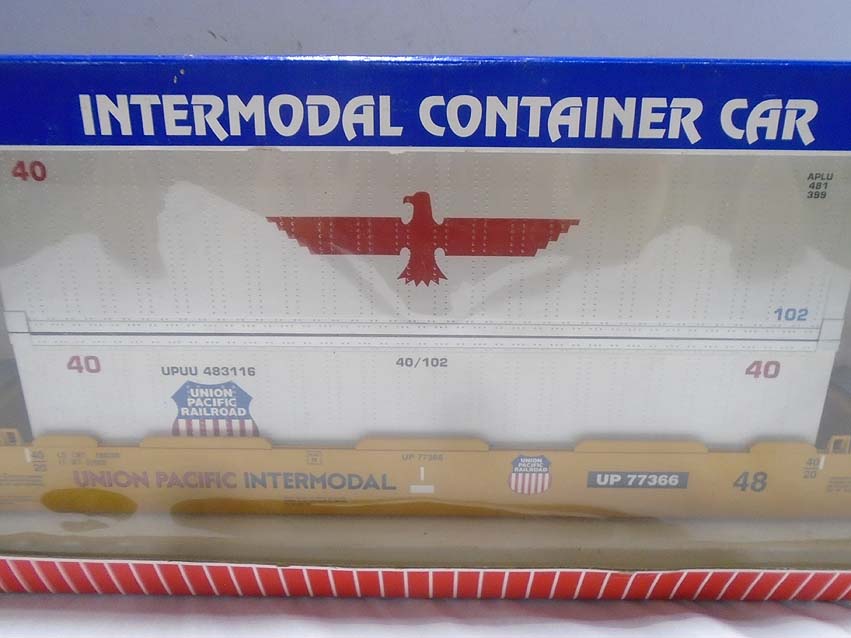 INTERMODAL CONTAINER CAR
40
APLU
481
399
102
40
UPUU 483116
40/102
40
UNION
PACIFIC
RAILROAD
UP 77366
UNION PACIFIC INTERMODAL
UNION
PACIFIC
RAILROAD
UP 77366
48